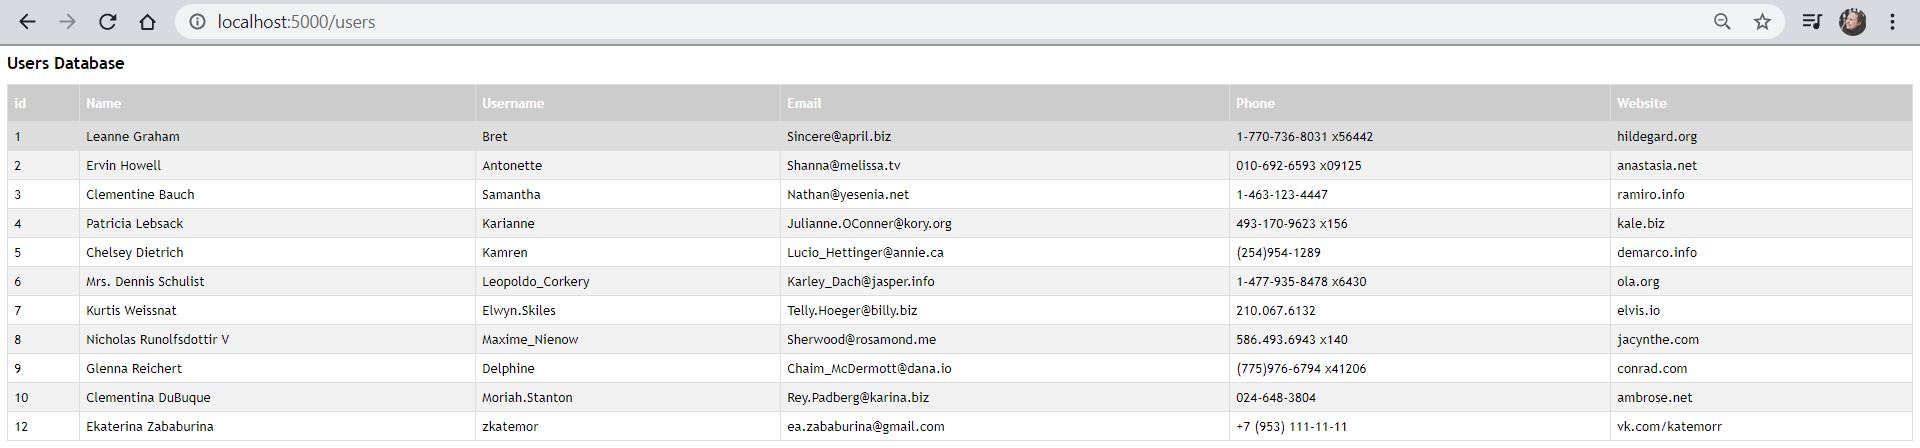 localhost:5000/users
Users Database
id Name Username Email Phone Website
1 Leanne Graham Bret Sincere@april.biz 1-770-736-8031 x56442 hildegard.org
2 Ervin Howell Antonette Shanna@melissa.tv 010-692-6593 x09125 anastasia.net
3 Clementine Bauch Samantha Nathan@yesenia.net 1-463-123-4447 ramiro.info
4 Patricia Lebsack Karianne Julianne.OConner@kory.org 493-170-9623 x156 kale.biz
5 Chelsey Dietrich Kamren Lucio_Hettinger@annie.ca (254)954-1289 demarco.info
6 Mrs. Dennis Schulist Leopoldo_Corkery Karley_Dach@jasper.info 1-477-935-8478 x6430 ola.org
7 Kurtis Weissnat Elwyn.Skiles Telly.Hoeger@billy.biz 210.067.6132 elvis.io
8 Nicholas Runolfsdottir V Maxime_Nienow Sherwood@rosamond.me 586.493.6943 x140 jacynthe.com
9 Glenna Reichert Delphine Chaim_McDermott@dana.io (775)976-6794 x41206 conrad.com
10 Clementina DuBuque Moriah.Stanton Rey.Padberg@karina.biz 024-648-3804 ambrose.net
12 Ekaterina Zababurina zkatemor ea.zababurina@gmail.com +7 (953) 111-11-11 vk.com/katemorr